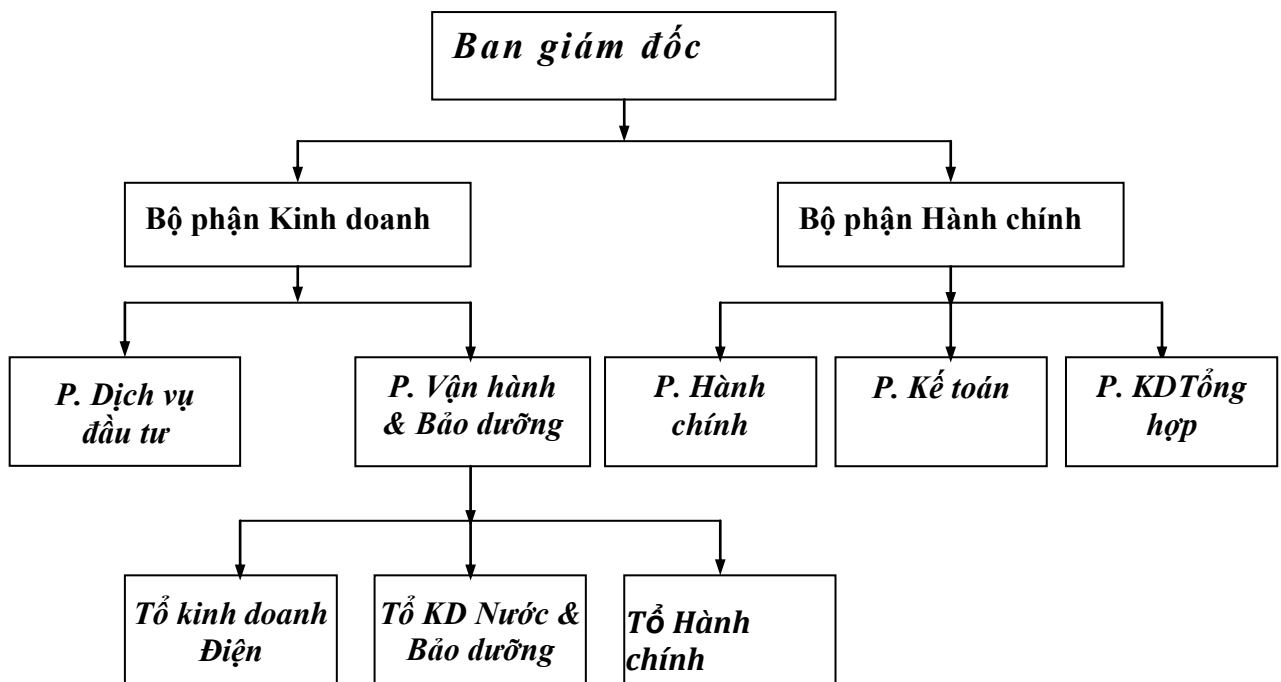 Ban giám đốc
Bộ phận Kinh doanh
Bộ phận Hành chính
P. Dịch vụ
đầu tư
P. Vận hành
& Bảo dưỡng
P. Hành
chính
P. Kế toán
P. KDTổng
hợp
Tổ kinh doanh
Điện
Tổ KD Nước &
Bảo dưỡng
Tổ Hành
chính